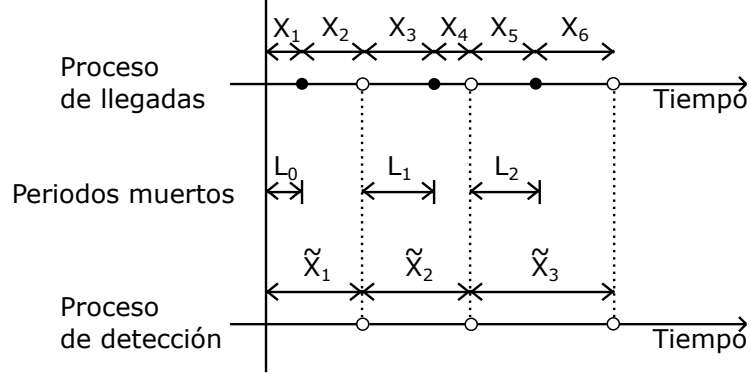 X₁ X₂ X₃ X₄ X₅ X₆
Proceso
de llegadas
Tiempo
L₀ L₁ L₂
Periodos muertos
X̃₁ X̃₂ X̃₃
Proceso
de detección
Tiempo